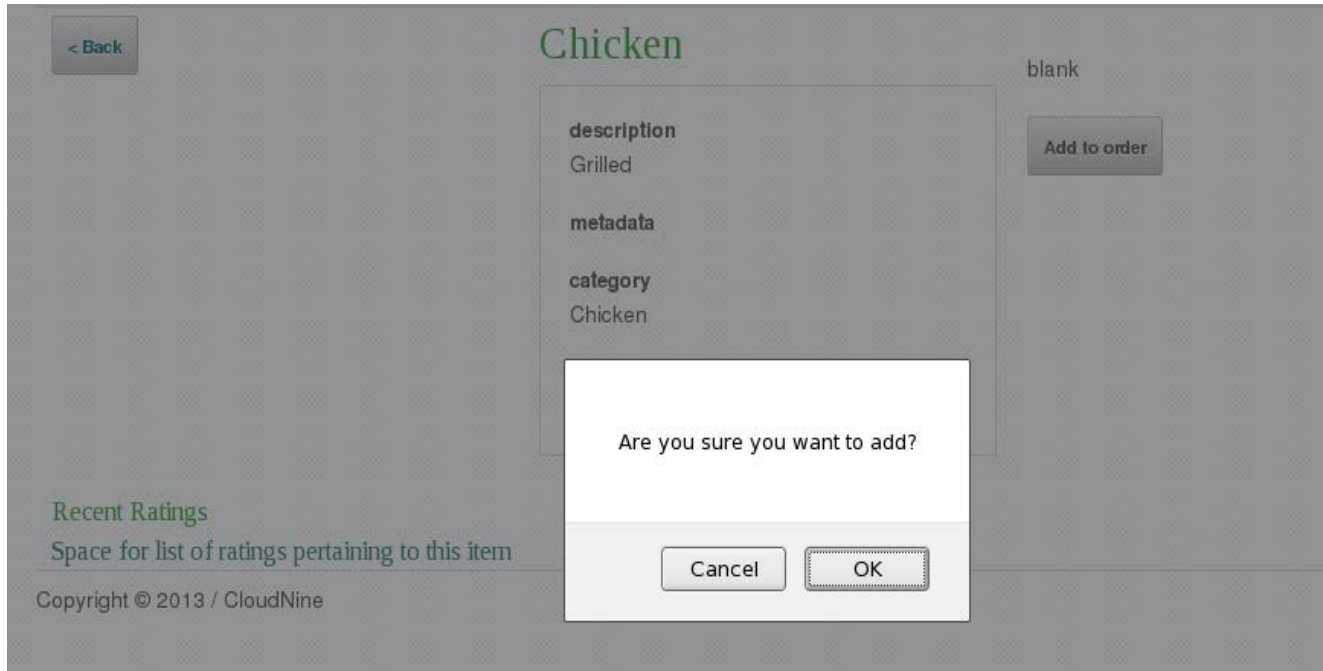 < Back
Chicken
blank
description
Grilled
Add to order
metadata
category
Chicken
Are you sure you want to add?
Cancel
OK
Recent Ratings
Space for list of ratings pertaining to this item
Copyright © 2013 / CloudNine